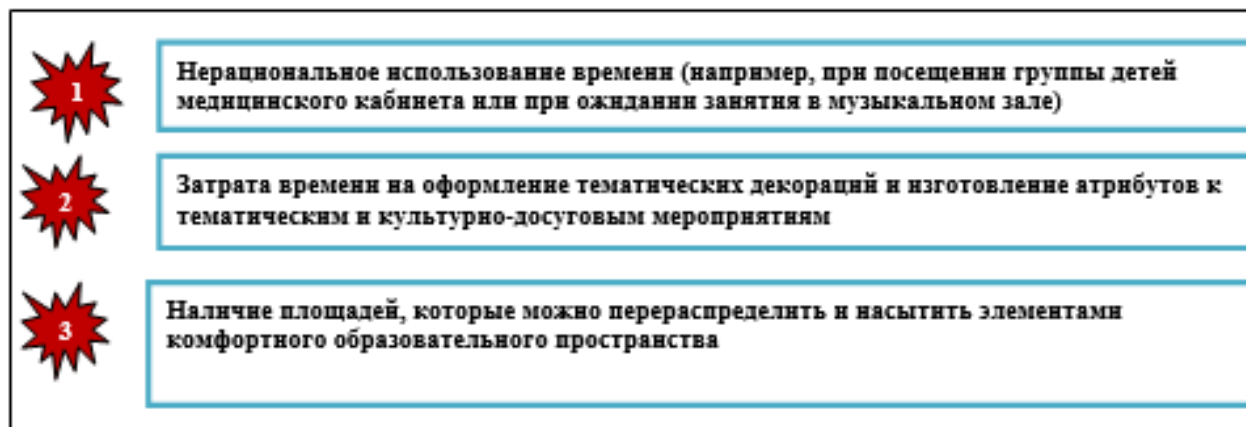 1
Нерациональное использование времени (например, при посещении группы детей
медицинского кабинета или при ожидании занятия в музыкальном зале)
2
Затрата времени на оформление тематических декораций и изготовление атрибутов к
тематическим и культурно-досуговым мероприятиям
3
Наличие площадей, которые можно перераспределить и насытить элементами
комфортного образовательного пространства